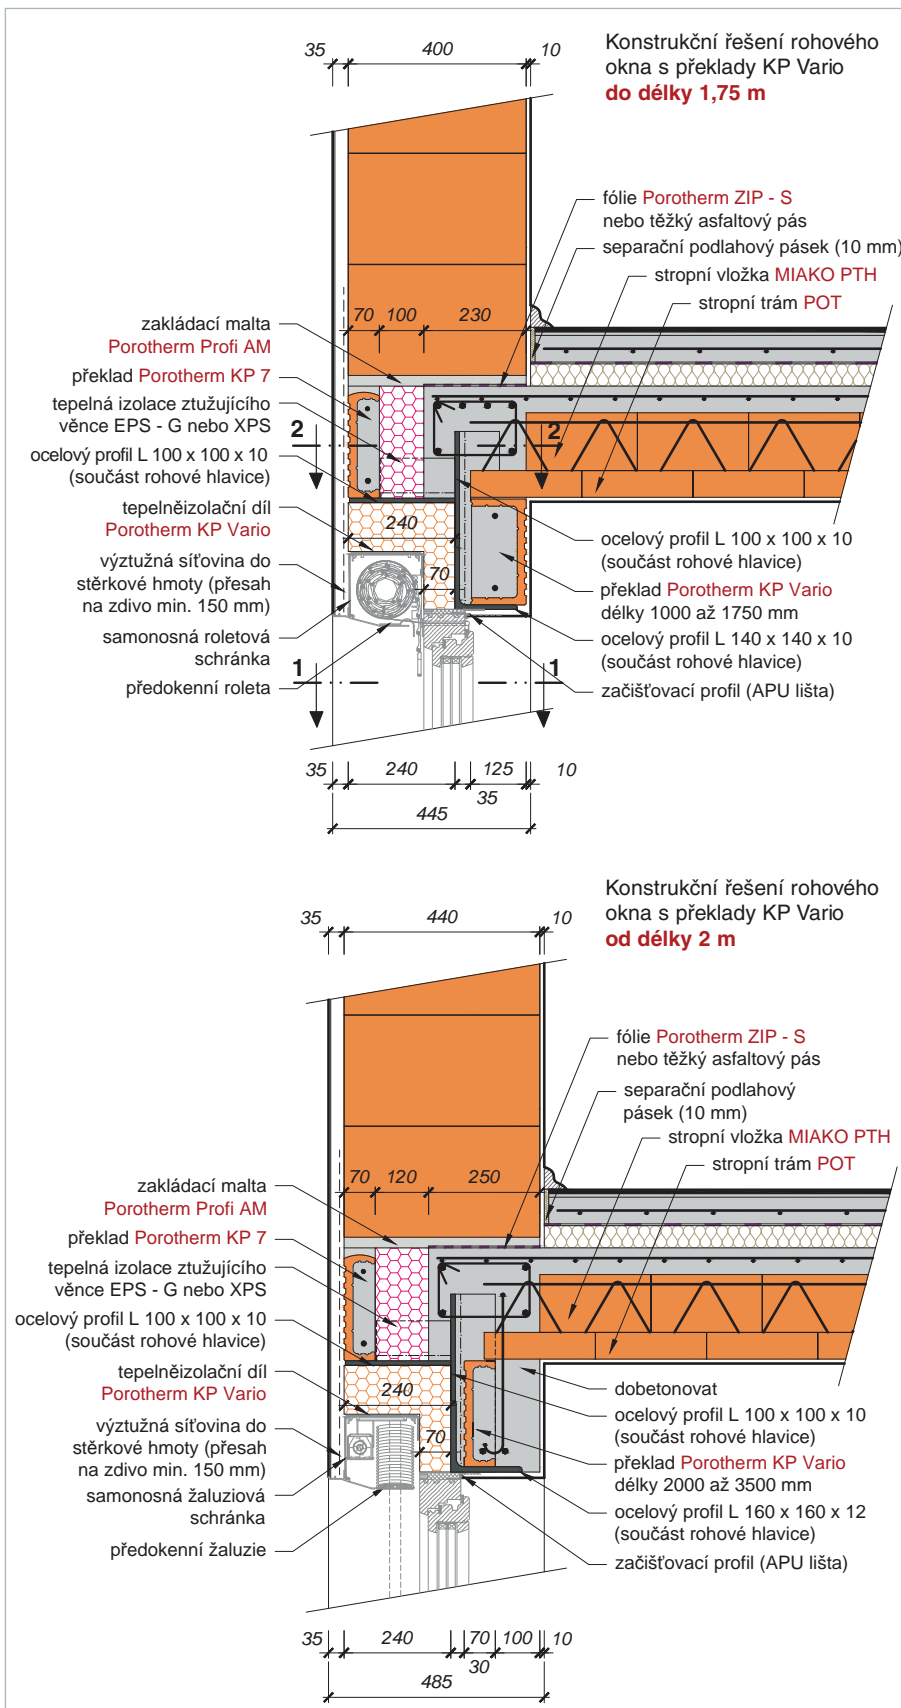 35
400
10
Konstrukční řešení rohového
okna s překlady KP Vario
do délky 1,75 m
fólie Porotherm ZIP - S
nebo těžký asfaltový pás
separační podlahový pásek (10 mm)
stropní vložka MIAKO PTH
stropní trám POT
70
100
230
zakládací malta
Porotherm Profi AM
překlad Porotherm KP 7
tepelná izolace ztužujícího
věnce EPS - G nebo XPS
2
2
ocelový profil L 100 x 100 x 10
(součást rohové hlavice)
tepelněizolační díl
Porotherm KP Vario
240
výztužná síťovina do
stěrkové hmoty (přesah
na zdivo min. 150 mm)
70
samonosná roletová
schránka
předokenní roleta
ocelový profil L 100 x 100 x 10
(součást rohové hlavice)
překlad Porotherm KP Vario
délky 1000 až 1750 mm
ocelový profil L 140 x 140 x 10
(součást rohové hlavice)
začišťovací profil (APU lišta)
1
1
35
240
125
10
35
445
Konstrukční řešení rohového
okna s překlady KP Vario
od délky 2 m
35
440
10
fólie Porotherm ZIP - S
nebo těžký asfaltový pás
separační podlahový
pásek (10 mm)
stropní vložka MIAKO PTH
stropní trám POT
70
120
250
zakládací malta
Porotherm Profi AM
překlad Porotherm KP 7
tepelná izolace ztužujícího
věnce EPS - G nebo XPS
ocelový profil L 100 x 100 x 10
(součást rohové hlavice)
tepelněizolační díl
Porotherm KP Vario
240
výztužná síťovina do
stěrkové hmoty (přesah
na zdivo min. 150 mm)
70
samonosná žaluziová
schránka
předokenní žaluzie
dobetonovat
ocelový profil L 100 x 100 x 10
(součást rohové hlavice)
překlad Porotherm KP Vario
délky 2000 až 3500 mm
ocelový profil L 160 x 160 x 12
(součást rohové hlavice)
začišťovací profil (APU lišta)
35
240
70
100
10
30
485